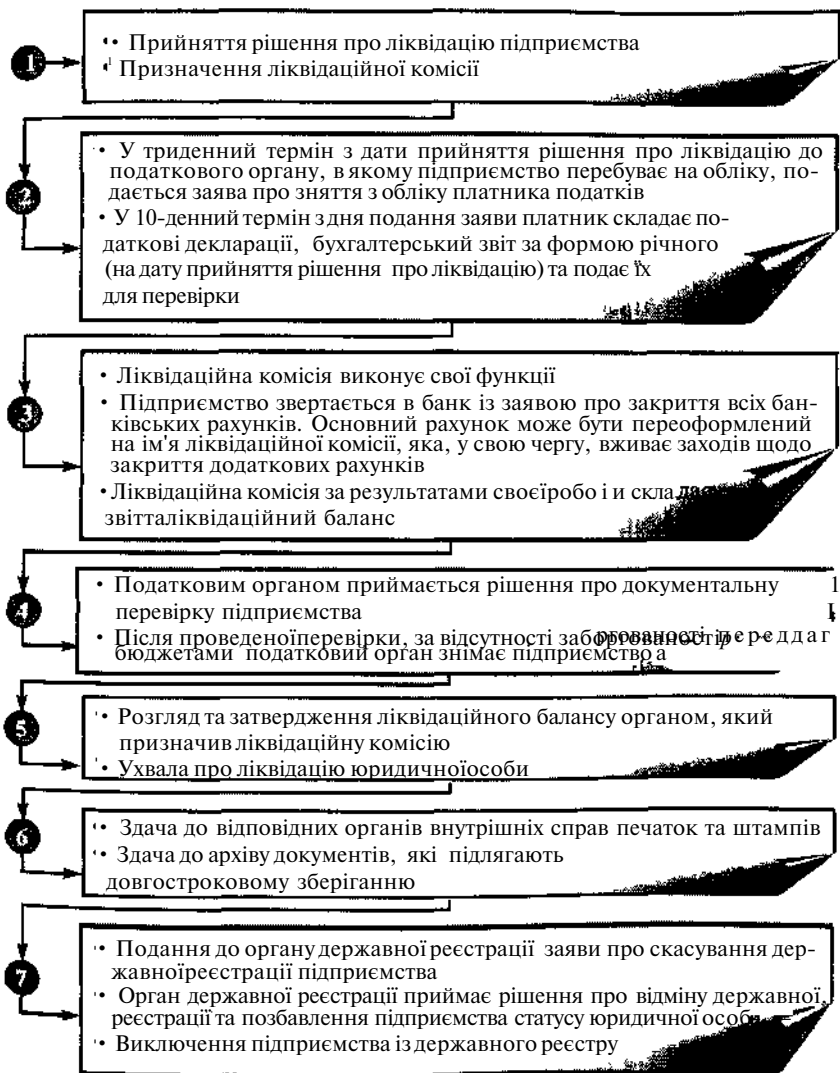 1
• Прийняття рішення про ліквідацію підприємства
• Призначення ліквідаційної комісії
2
• У триденний термін з дати прийняття рішення про ліквідацію до
податкового органу, в якому підприємство перебуває на обліку, по-
дається заява про зняття з обліку платника податків
• У 10-денний термін з дня подання заяви платник складає по-
даткові декларації, бухгалтерський звіт за формою річного
(на дату прийняття рішення про ліквідацію) та подає їх
для перевірки
3
• Ліквідаційна комісія виконує свої функції
• Підприємство звертається в банк із заявою про закриття всіх бан-
ківських рахунків. Основний рахунок може бути переоформлений
на ім'я ліквідаційної комісії, яка, у свою чергу, вживає заходів щодо
закриття додаткових рахунків
• Ліквідаційна комісія за результатами своєї
звіт та ліквідаційний баланс
4
• Податковим органом приймається рішення про документальну
перевірку підприємства
• Після проведеної перевірки, за відсутності
бюджетами податковий орган знімає підприємство
5
• Розгляд та затвердження ліквідаційного балансу органом, який
призначив ліквідаційну комісію
• Ухвала про ліквідацію юридичної особи
6
• Здача до відповідних органів внутрішніх справ печаток та штампів
• Здача до архіву документів, які підлягають
довгостроковому зберіганню
7
• Подання до органу державної реєстрації заяви про скасування дер-
жавної реєстрації підприємства
• Орган державної реєстрації приймає рішення про відміну державної
реєстрації та позбавлення підприємства статусу юридичної
• Виключення підприємства із державного реєстру